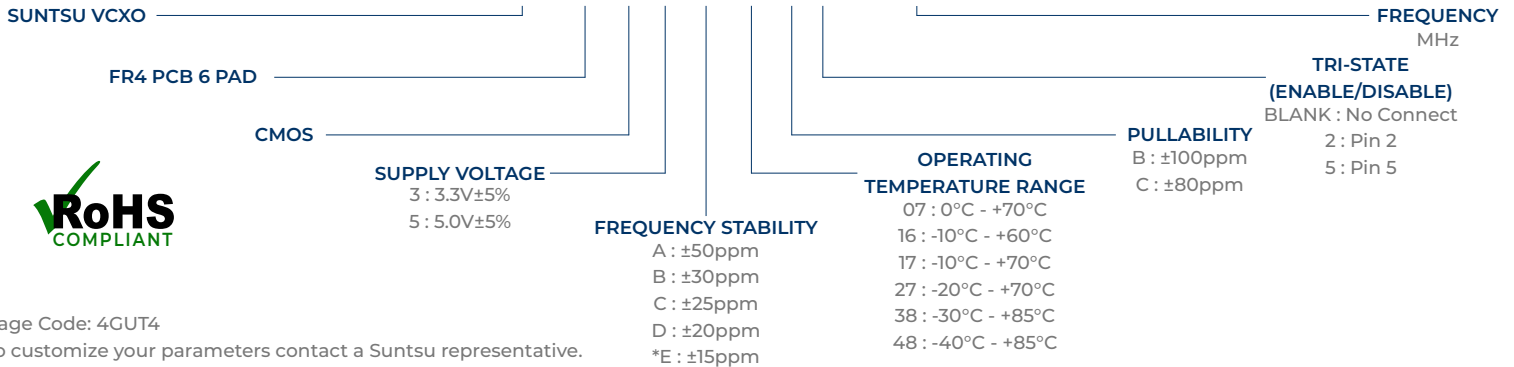 SUNTSU VCXO
FREQUENCY
MHz
FR4 PCB 6 PAD
TRI-STATE
(ENABLE/DISABLE)
BLANK : No Connect
2 : Pin 2
5 : Pin 5
CMOS
PULLABILITY
B : ±100ppm
C : ±80ppm
SUPPLY VOLTAGE
3 : 3.3V±5%
5 : 5.0V±5%
OPERATING
TEMPERATURE RANGE
07 : 0°C - +70°C
16 : -10°C - +60°C
17 : -10°C - +70°C
27 : -20°C - +70°C
38 : -30°C - +85°C
48 : -40°C - +85°C
FREQUENCY STABILITY
A : ±50ppm
B : ±30ppm
C : ±25ppm
D : ±20ppm
*E : ±15ppm
RoHS
COMPLIANT
age Code: 4GUT4
o customize your parameters contact a Suntsu representative.